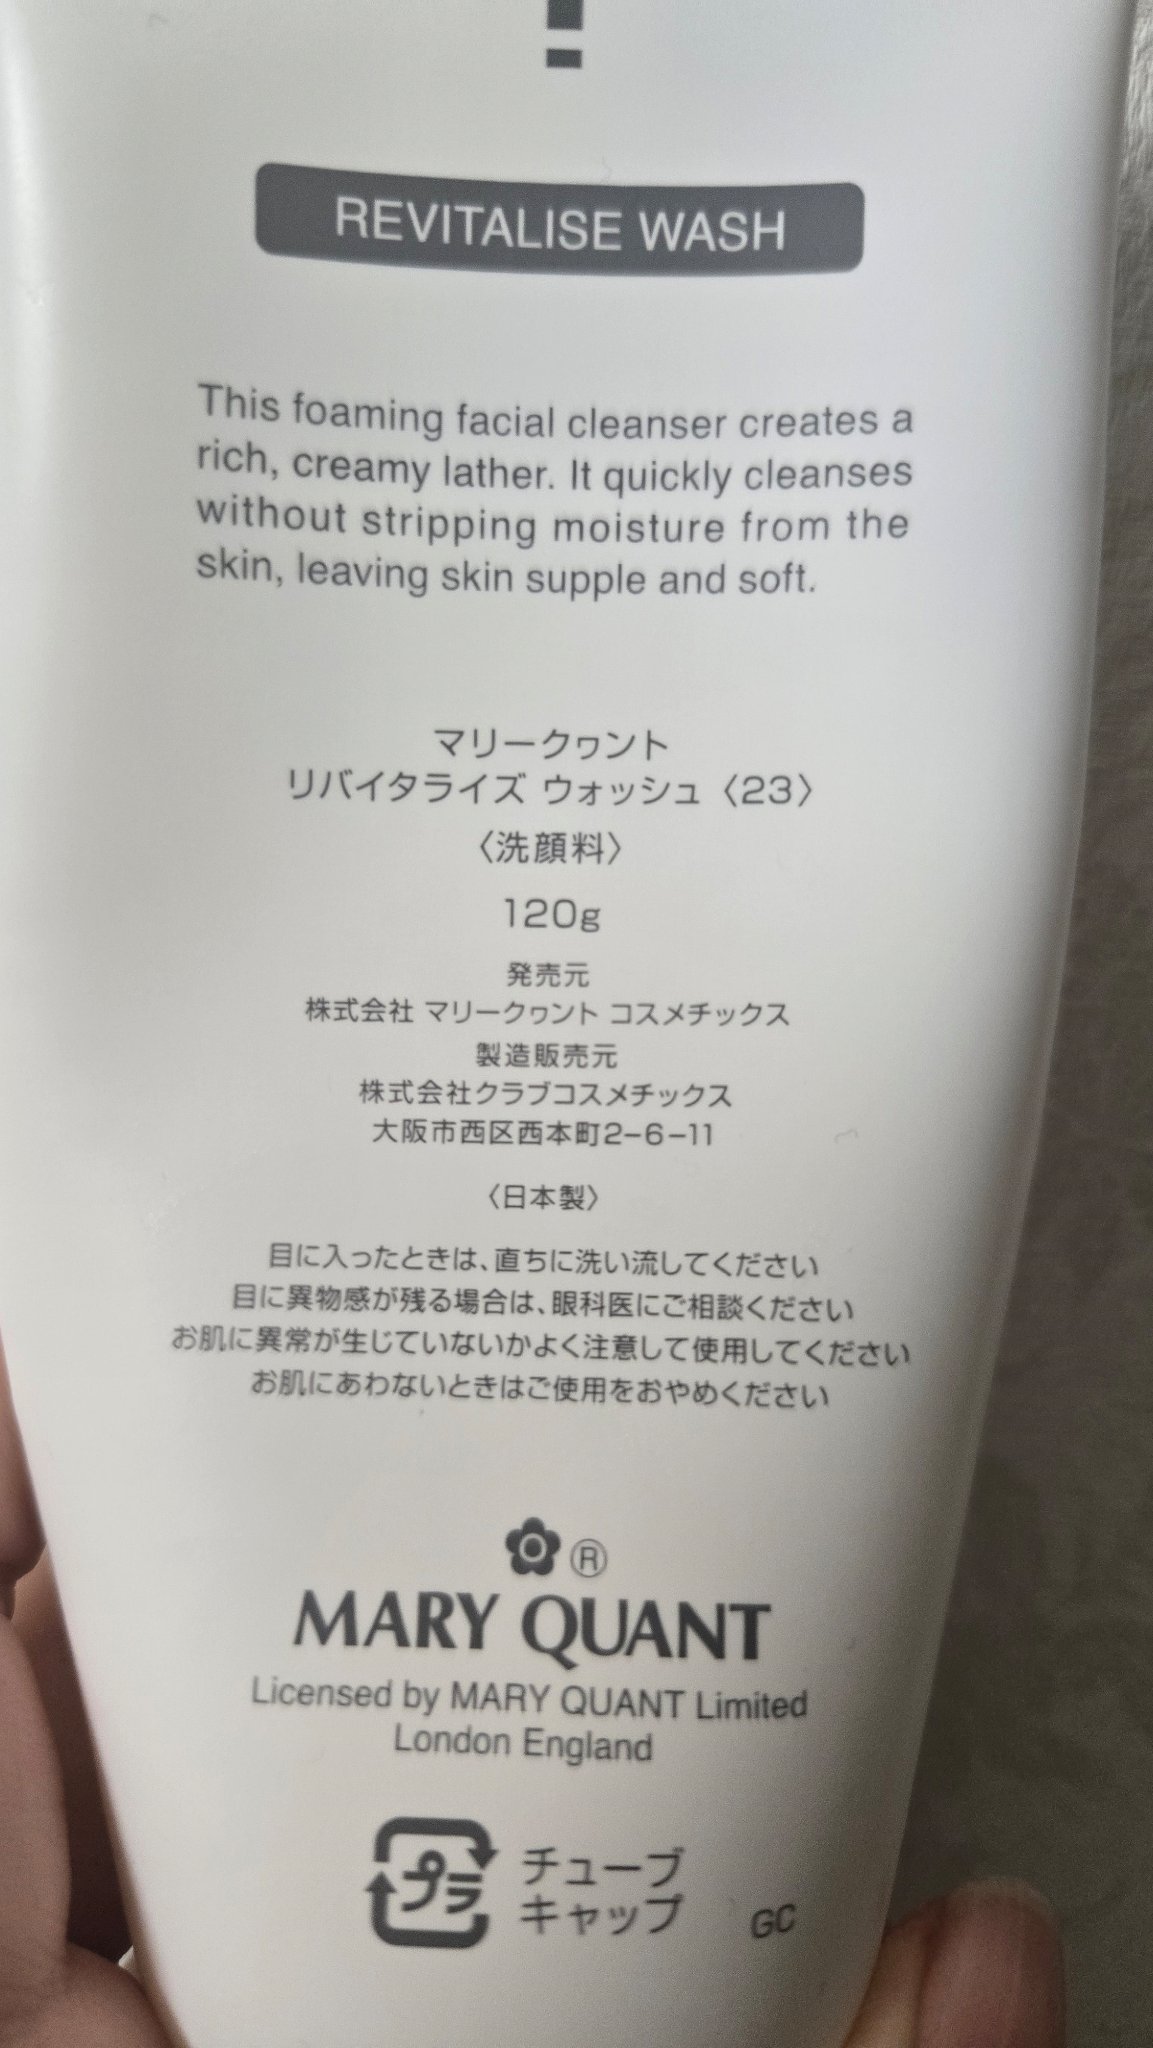 REVITALISE WASH
This foaming facial cleanser creates a
rich, creamy lather. It quickly cleanses
without stripping moisture from the
skin, leaving skin supple and soft.
マリークヮント
リバイタライズ ウォッシュ〈23〉
〈洗顔料〉
120g
発売元
株式会社 マリークヮント コスメチックス
製造販売元
株式会社クラブコスメチックス
大阪市西区西本町2−6−11
〈日本製〉
目に入ったときは、直ちに洗い流してください
目に異物感が残る場合は、眼科医にご相談ください
お肌に異常が生じていないかよく注意して使用してください
お肌にあわないときはご使用をおやめください
®
MARY QUANT
Licensed by MARY QUANT Limited
London England
プラ
チューブ
キャップ
GC